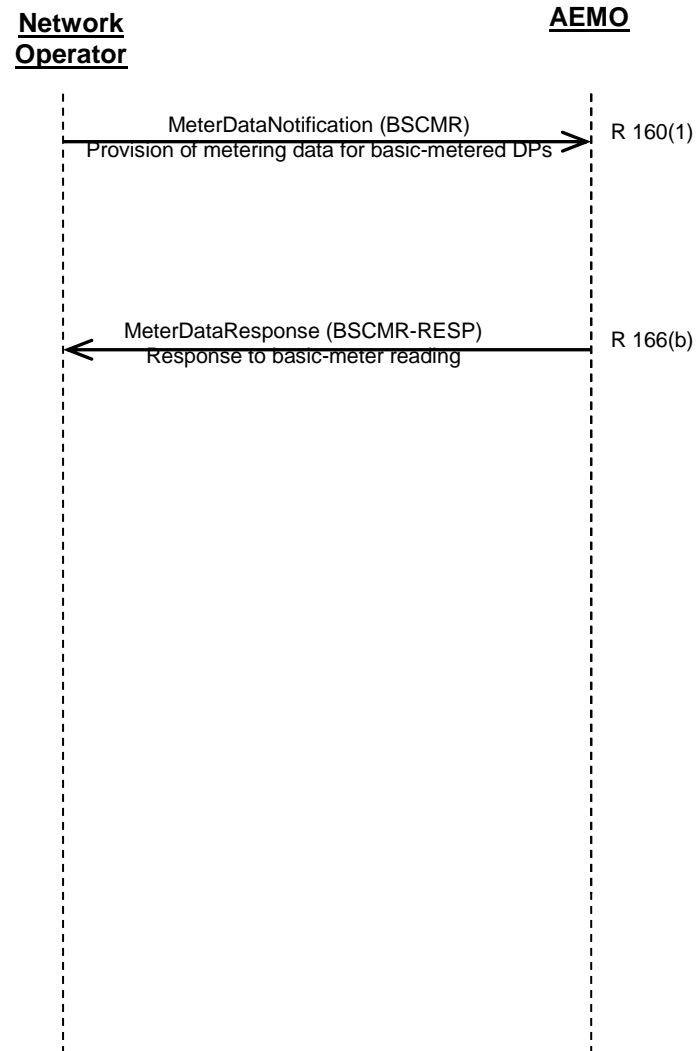 Network
Operator
AEMO
MeterDataNotification (BSCMR)
Provision of metering data for basic-metered DPs
R 160(1)
MeterDataResponse (BSCMR-RESP)
Response to basic-meter reading
R 166(b)